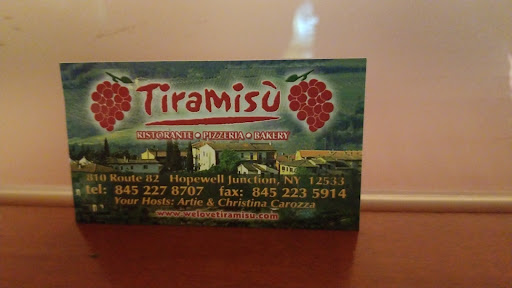 Tiramisù
RISTORANTE • PIZZERIA • BAKERY
810 Route 82 Hopewell Junction, NY 12533
tel: 845 227 8707 fax: 845 223 5914
Your Hosts: Artie & Christina Carozza
www.welovetiramisu.com